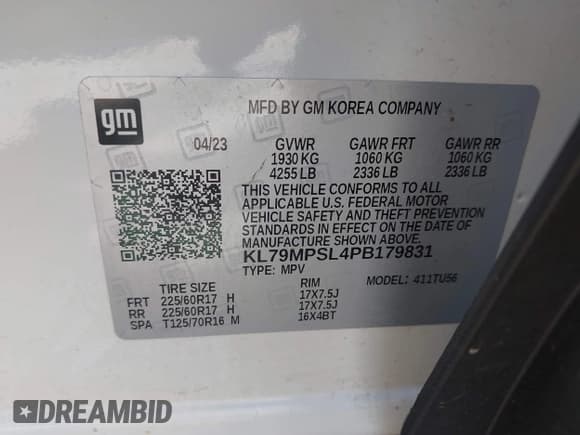 gm
MFD BY GM KOREA COMPANY
04/23 GVWR GAWR FRT GAWR RR
1930 KG 1060 KG 1060 KG
4255 LB 2336 LB 2336 LB
THIS VEHICLE CONFORMS TO ALL
APPLICABLE U.S. FEDERAL MOTOR
VEHICLE SAFETY AND THEFT PREVENTION
STANDARDS IN EFFECT ON THE DATE OF
MANUFACTURE SHOWN ABOVE.
KL79MPSL4PB179831
TYPE: MPV MODEL: 411TU56
TIRE SIZE RIM
FRT 225/60R17 H 17X7.5J
RR 225/60R17 H 17X7.5J
SPA T125/70R16 M 16X4BT
DREAMBID